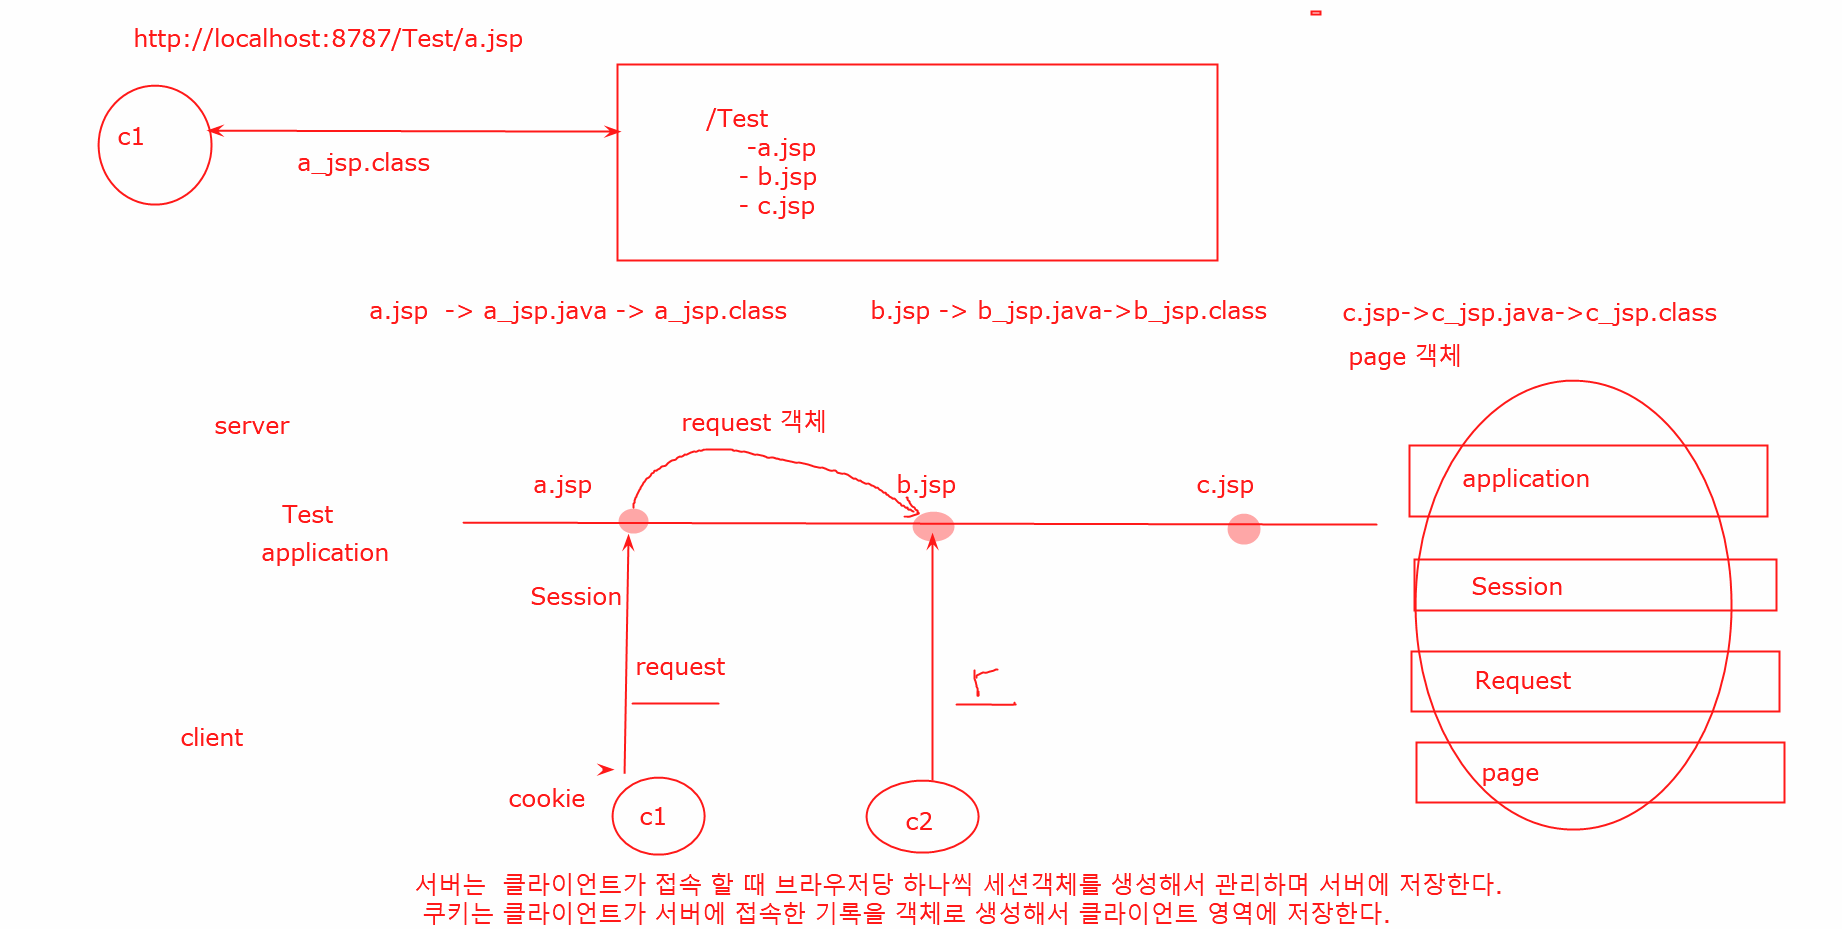 http://localhost:8787/Test/a.jsp
c1
a_jsp.class
/Test
-a.jsp
- b.jsp
- c.jsp
a.jsp -> a_jsp.java -> a_jsp.class
b.jsp -> b_jsp.java->b_jsp.class
c.jsp->c_jsp.java->c_jsp.class
page 객체
server
request 객체
a.jsp
b.jsp
c.jsp
Test
application
Session
request
r
client
cookie
c1
c2
application
Session
Request
page
서버는 클라이언트가 접속 할 때 브라우저당 하나씩 세션객체를 생성해서 관리하며 서버에 저장한다.
쿠키는 클라이언트가 서버에 접속한 기록을 객체로 생성해서 클라이언트 영역에 저장한다.